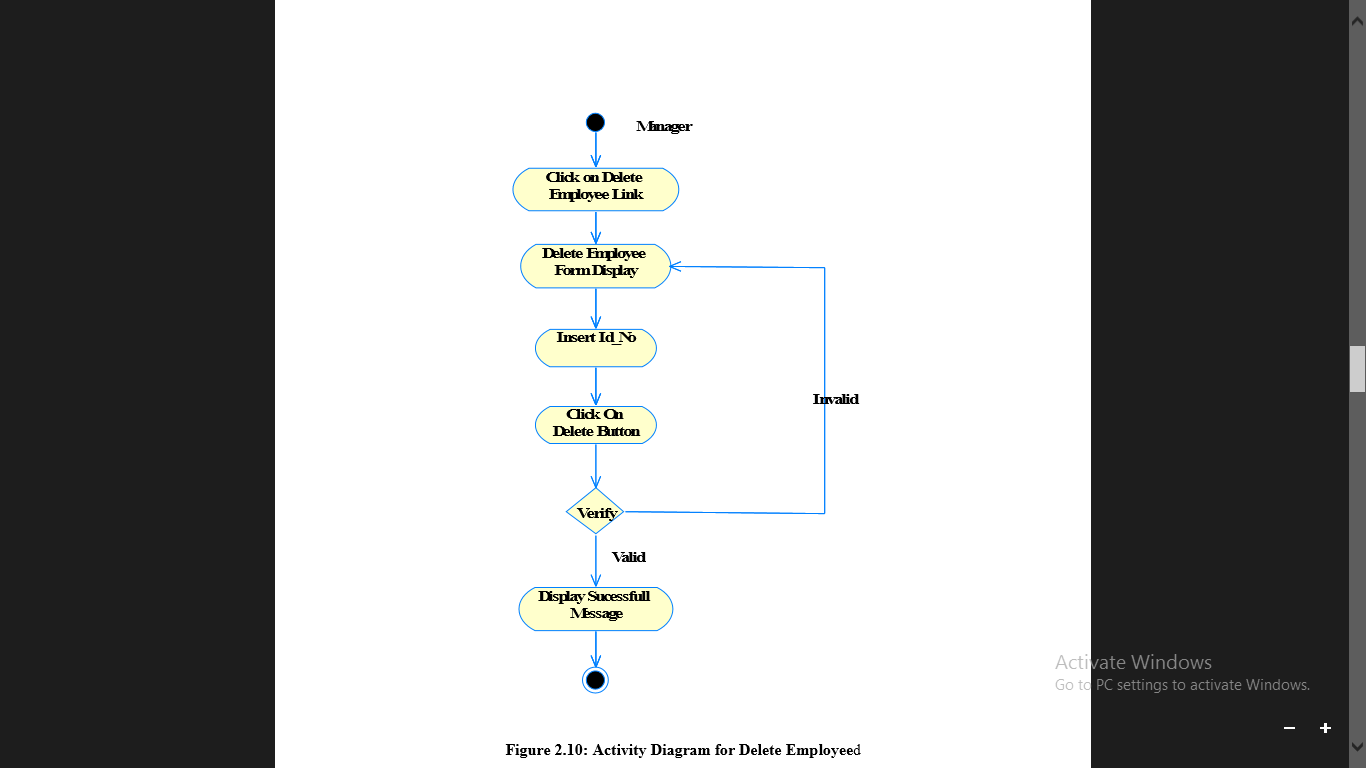 Manager
Click on Delete
Employee Link
Delete Employee
Form Display
Insert Id_No
Click On
Delete Button
Invalid
Verify
Valid
Display Sucessfull
Message
Activate Windows
Go to PC settings to activate Windows.
Figure 2.10: Activity Diagram for Delete Employeed